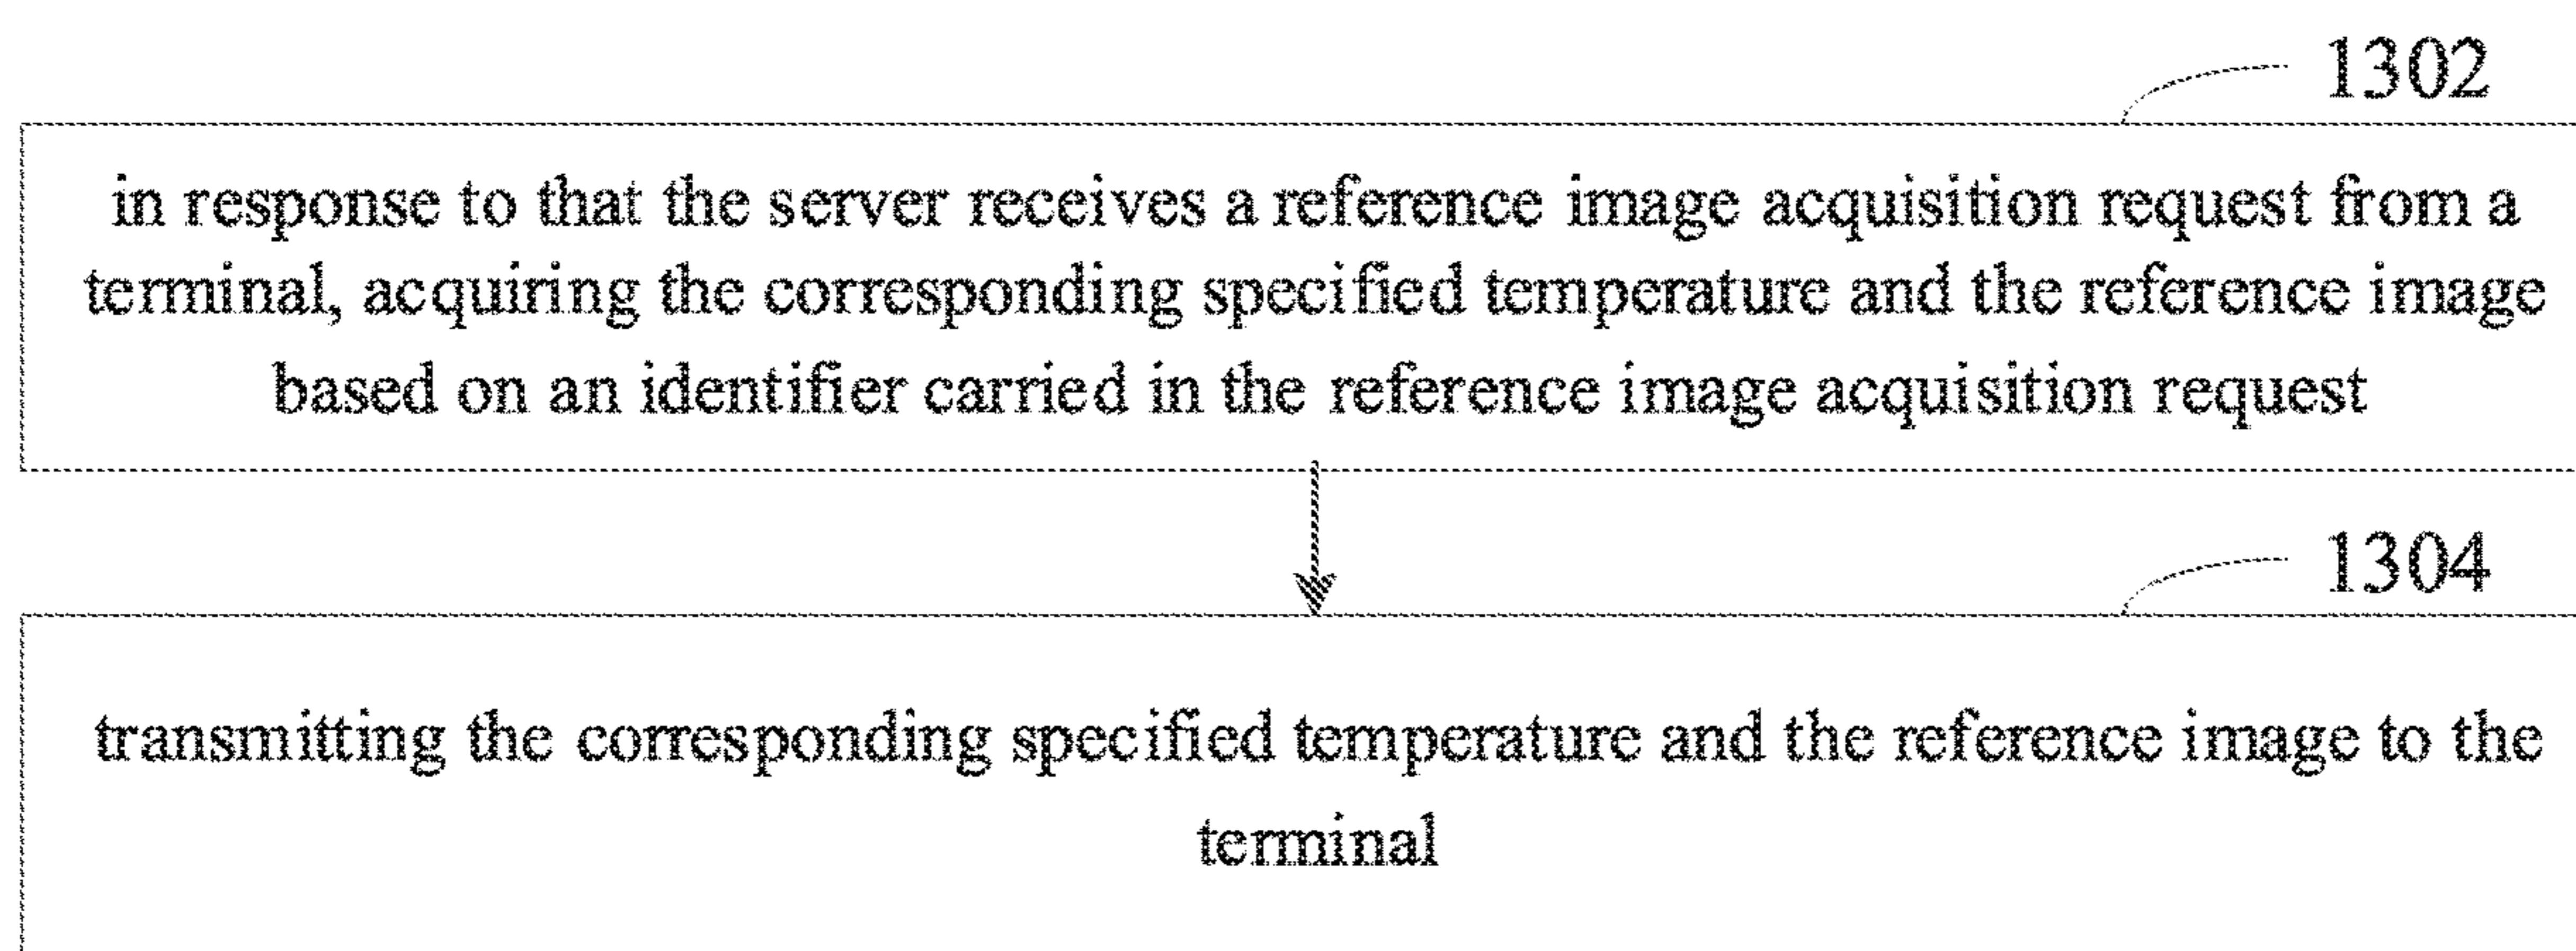 1302
in response to that the server receives a reference image acquisition request from a
terminal, acquiring the corresponding specified temperature and the reference image
based on an identifier carried in the reference image acquisition request
1304
transmitting the corresponding specified temperature and the reference image to the
terminal